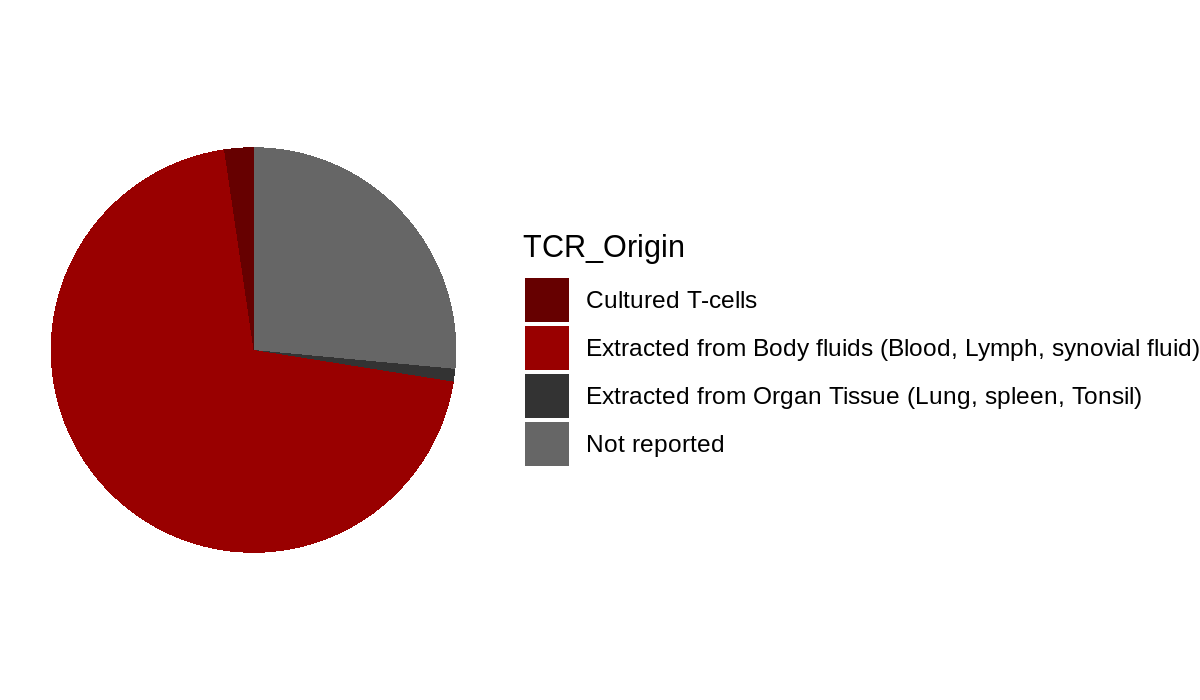 TCR_Origin
Cultured T-cells
Extracted from Body fluids (Blood, Lymph, synovial fluid)
Extracted from Organ Tissue (Lung, spleen, Tonsil)
Not reported